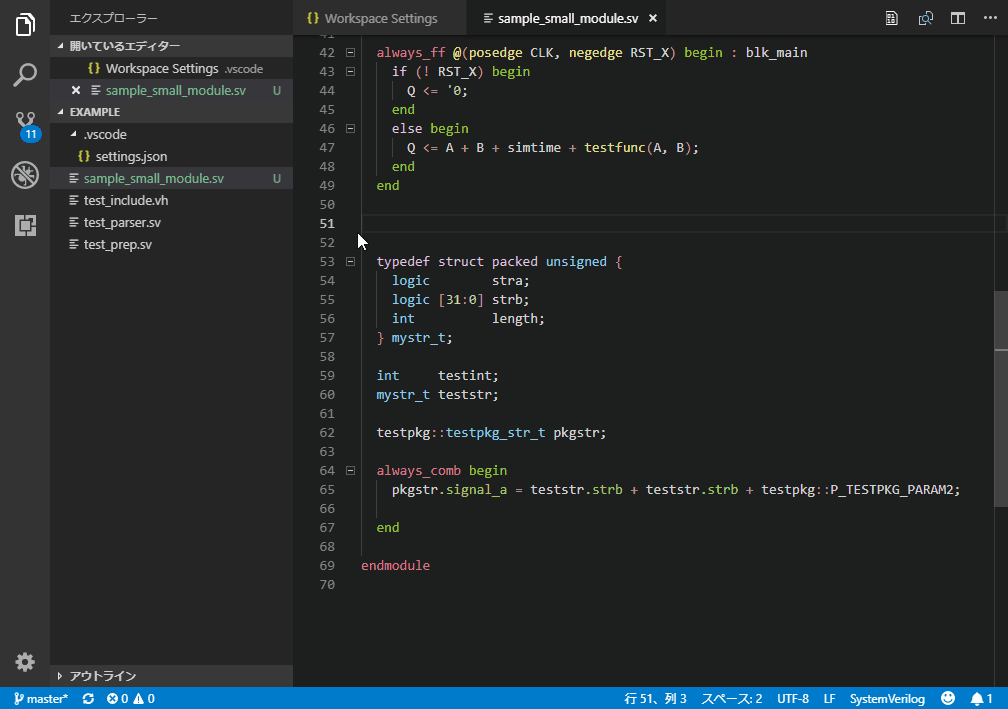 エクスプローラー
開いているエディター
{} Workspace Settings .vscode
× sample_small_module.sv U
EXAMPLE
.vscode
{} settings.json
sample_small_module.sv U
test_include.vh
test_parser.sv
test_prep.sv
アウトライン
11
{} Workspace Settings
sample_small_module.sv ×
41
42 always_ff @(posedge CLK, negedge RST_X) begin : blk_main
43 if (! RST_X) begin
44 Q <= '0;
45 end
46 else begin
47 Q <= A + B + simtime + testfunc(A, B);
48 end
49 end
50
51
52
53 typedef struct packed unsigned {
54 logic stra;
55 logic [31:0] strb;
56 int length;
57 } mystr_t;
58
59 int testint;
60 mystr_t teststr;
61
62 testpkg::testpkg_str_t pkgstr;
63
64 always_comb begin
65 pkgstr.signal_a = teststr.strb + teststr.strb + testpkg::P_TESTPKG_PARAM2;
66
67 end
68
69 endmodule
70
master* 0 0 行 51、列 3 スペース: 2 UTF-8 LF SystemVerilog 1